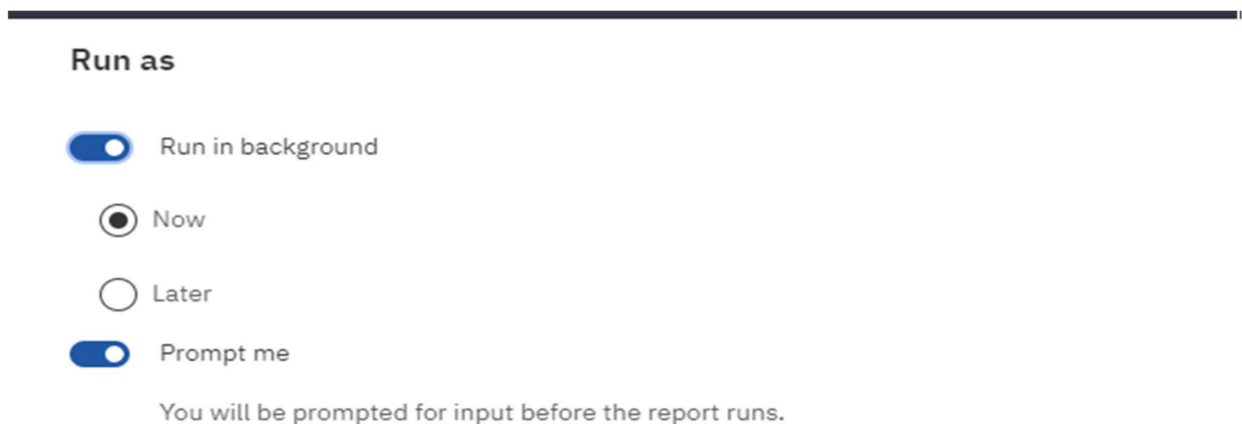 Run as
Run in background
Now
Later
Prompt me
You will be prompted for input before the report runs.